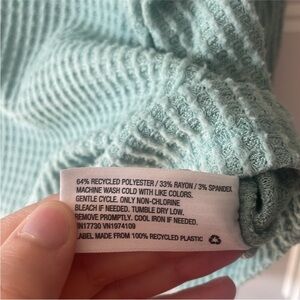 64% RECYCLED POLYESTER / 33% RAYON / 3% SPANDEX
MACHINE WASH COLD WITH LIKE COLORS.
GENTLE CYCLE. ONLY NON-CHLORINE
BLEACH IF NEEDED. TUMBLE DRY LOW.
REMOVE PROMPTLY. COOL IRON IF NEEDED.
VN17730 VN1974109
LABEL MADE FROM 100% RECYCLED PLASTIC